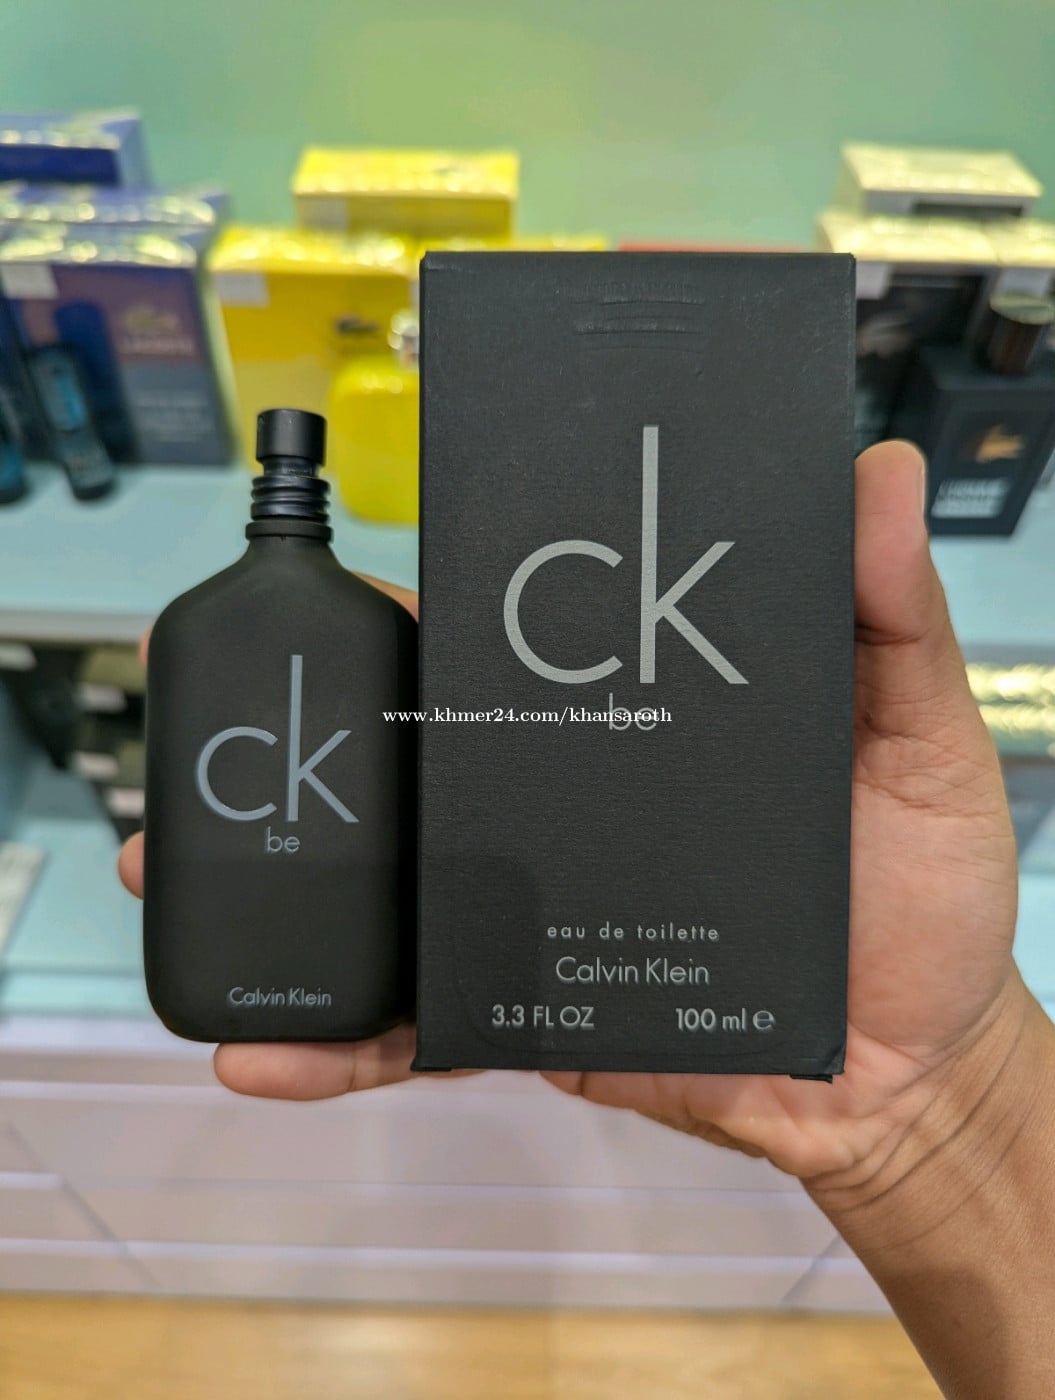 ck
be
Calvin Klein
ck
be
www.khmer24.com/khansaroth
eau de toilette
Calvin Klein
3.3 FL OZ 100 ml e